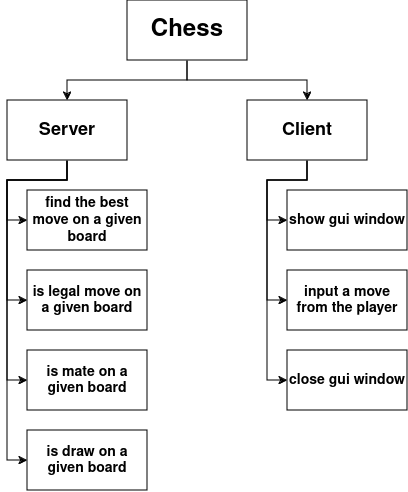 Chess
Server
Client
find the best
move on a given
board
is legal move on
a given board
is mate on a
given board
is draw on a
given board
show gui window
input a move
from the player
close gui window